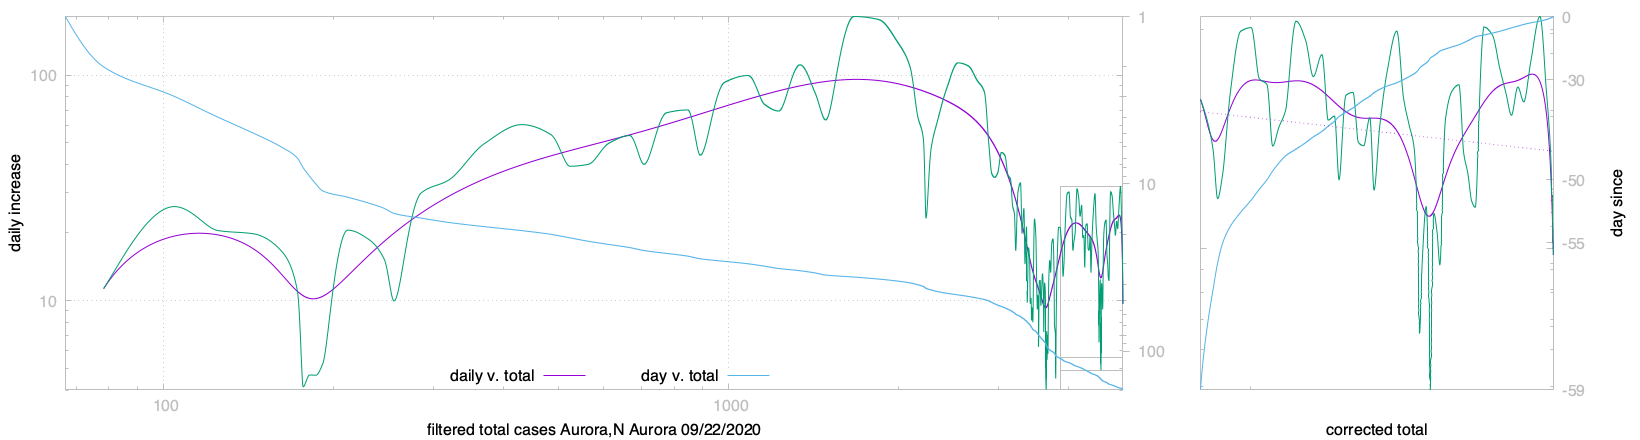 1
0
100
-30
daily increase
10
-50
day since
10
-55
100
daily v. total
day v. total
-59
100
1000
filtered total cases Aurora,N Aurora 09/22/2020
corrected total